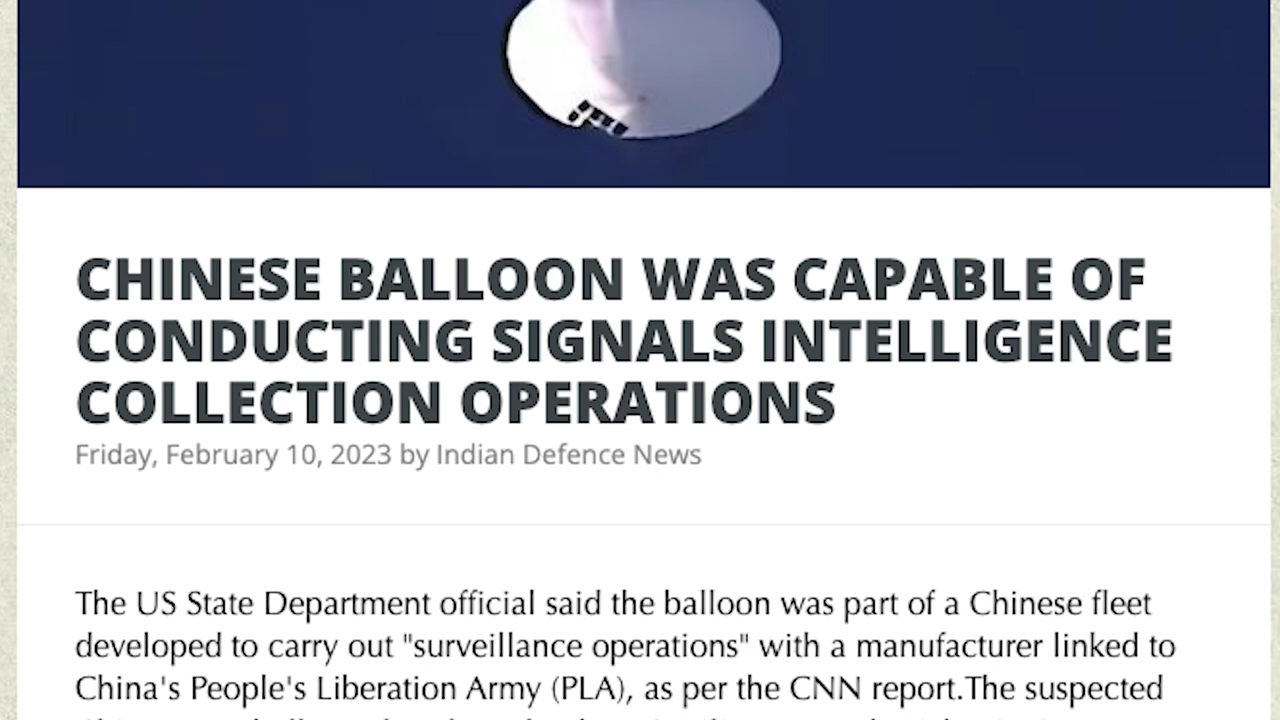 CHINESE BALLOON WAS CAPABLE OF
CONDUCTING SIGNALS INTELLIGENCE
COLLECTION OPERATIONS
Friday, February 10, 2023 by Indian Defence News
The US State Department official said the balloon was part of a Chinese fleet
developed to carry out "surveillance operations" with a manufacturer linked to
China's People's Liberation Army (PLA), as per the CNN report.The suspected